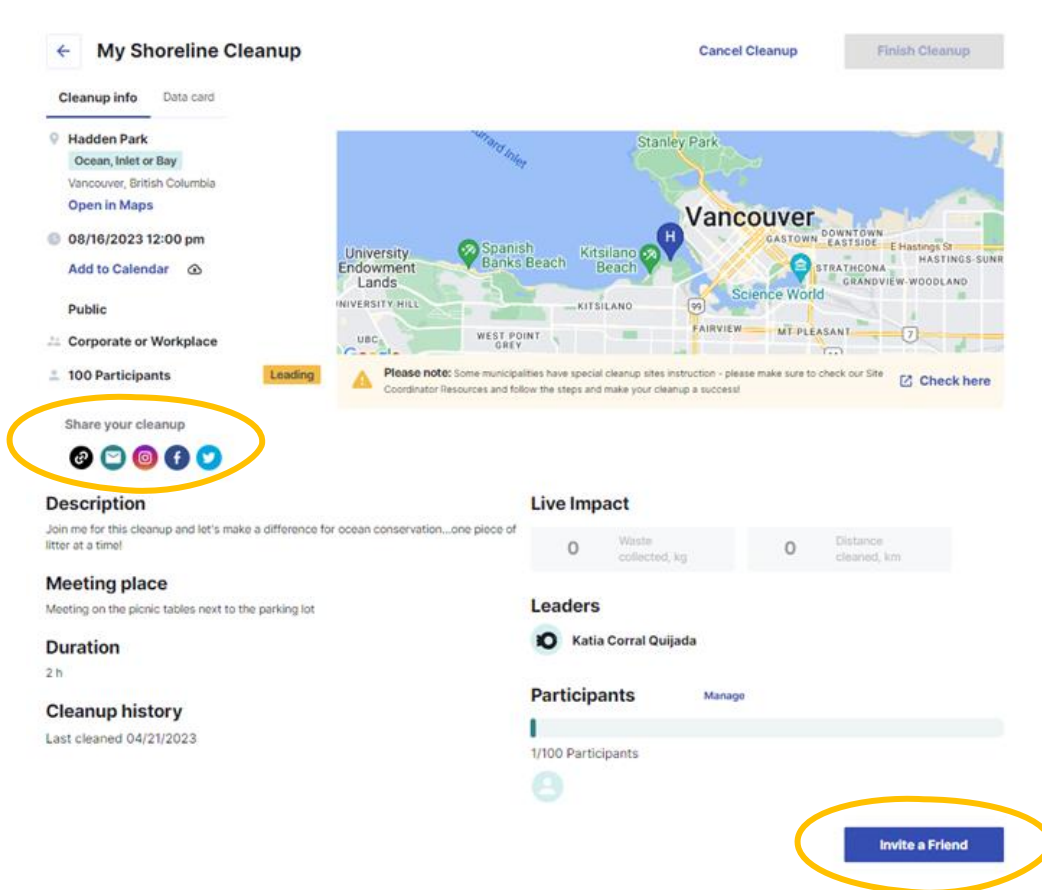 My Shoreline Cleanup
Cancel Cleanup
Finish Cleanup
Cleanup info
Data card
Hadden Park
Ocean, Inlet or Bay
Vancouver, British Columbia
Open in Maps
08/16/2023 12:00 pm
Add to Calendar
Public
Corporate or Workplace
100 Participants
Leading
Stanley Park
Vancouver
H
GASTOWN
DOWNTOWN
EASTSIDE
E Hastings St
HASTINGS-SUNR
University
Endowment
Lands
Spanish
Banks Beach
Kitsilano
Beach
STRATHCONA
GRANDVIEW-WOODLAND
Science World
NIVERSITY HILL
KITSILANO
99
FAIRVIEW
MT PLEASANT
7
UBC
WEST POINT
GREY
Please note: Some municipalities have special cleanup sites instruction - please make sure to check our Site
Coordinator Resources and follow the steps and make your cleanup a success!
Check here
Share your cleanup
Description
Join me for this cleanup and let's make a difference for ocean conservation...one piece of
litter at a time!
Meeting place
Meeting on the picnic tables next to the parking lot
Duration
2 h
Cleanup history
Last cleaned 04/21/2023
Live Impact
0
Waste
collected, kg
0
Distance
cleaned, km
Leaders
Katia Corral Quijada
Participants
Manage
1/100 Participants
Invite a Friend